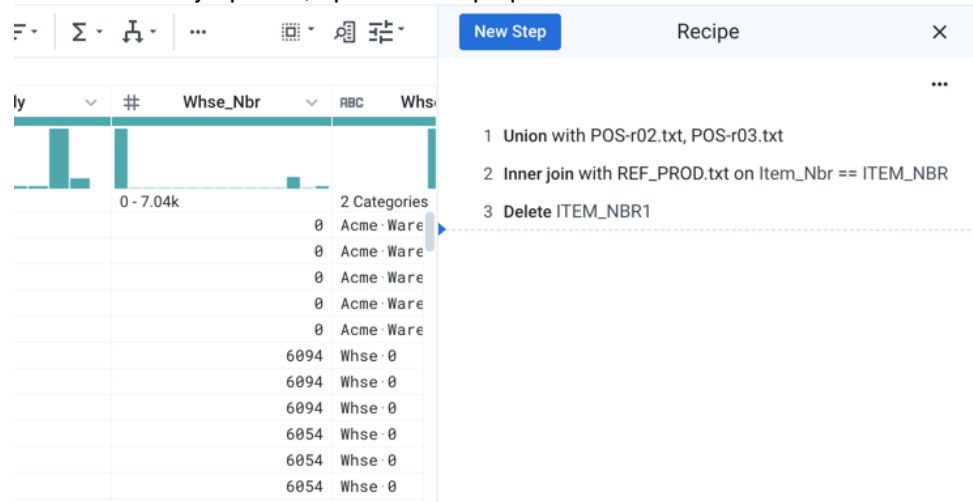 New Step
Recipe
ly
# Whse_Nbr
ABC
0 - 7.04k
2 Categories
0 Acme·Ware
0 Acme·Ware
0 Acme·Ware
0 Acme·Ware
0 Acme·Ware
6094 Whse·0
6094 Whse·0
6094 Whse·0
6054 Whse·0
6054 Whse·0
6054 Whse·0
1 Union with POS-r02.txt, POS-r03.txt
2 Inner join with REF_PROD.txt on Item_Nbr == ITEM_NBR
3 Delete ITEM_NBR1